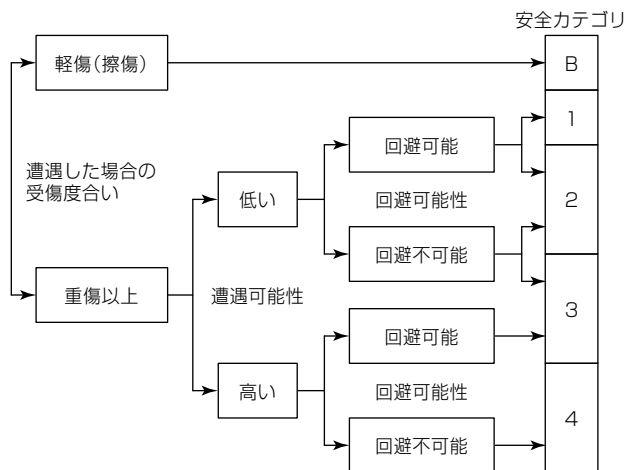 安全カテゴリ
軽傷(擦傷)
B
1
回避可能
遭遇した場合の
受傷度合い
低い
回避可能性
2
回避不可能
重傷以上
遭遇可能性
3
回避可能
高い
回避可能性
4
回避不可能